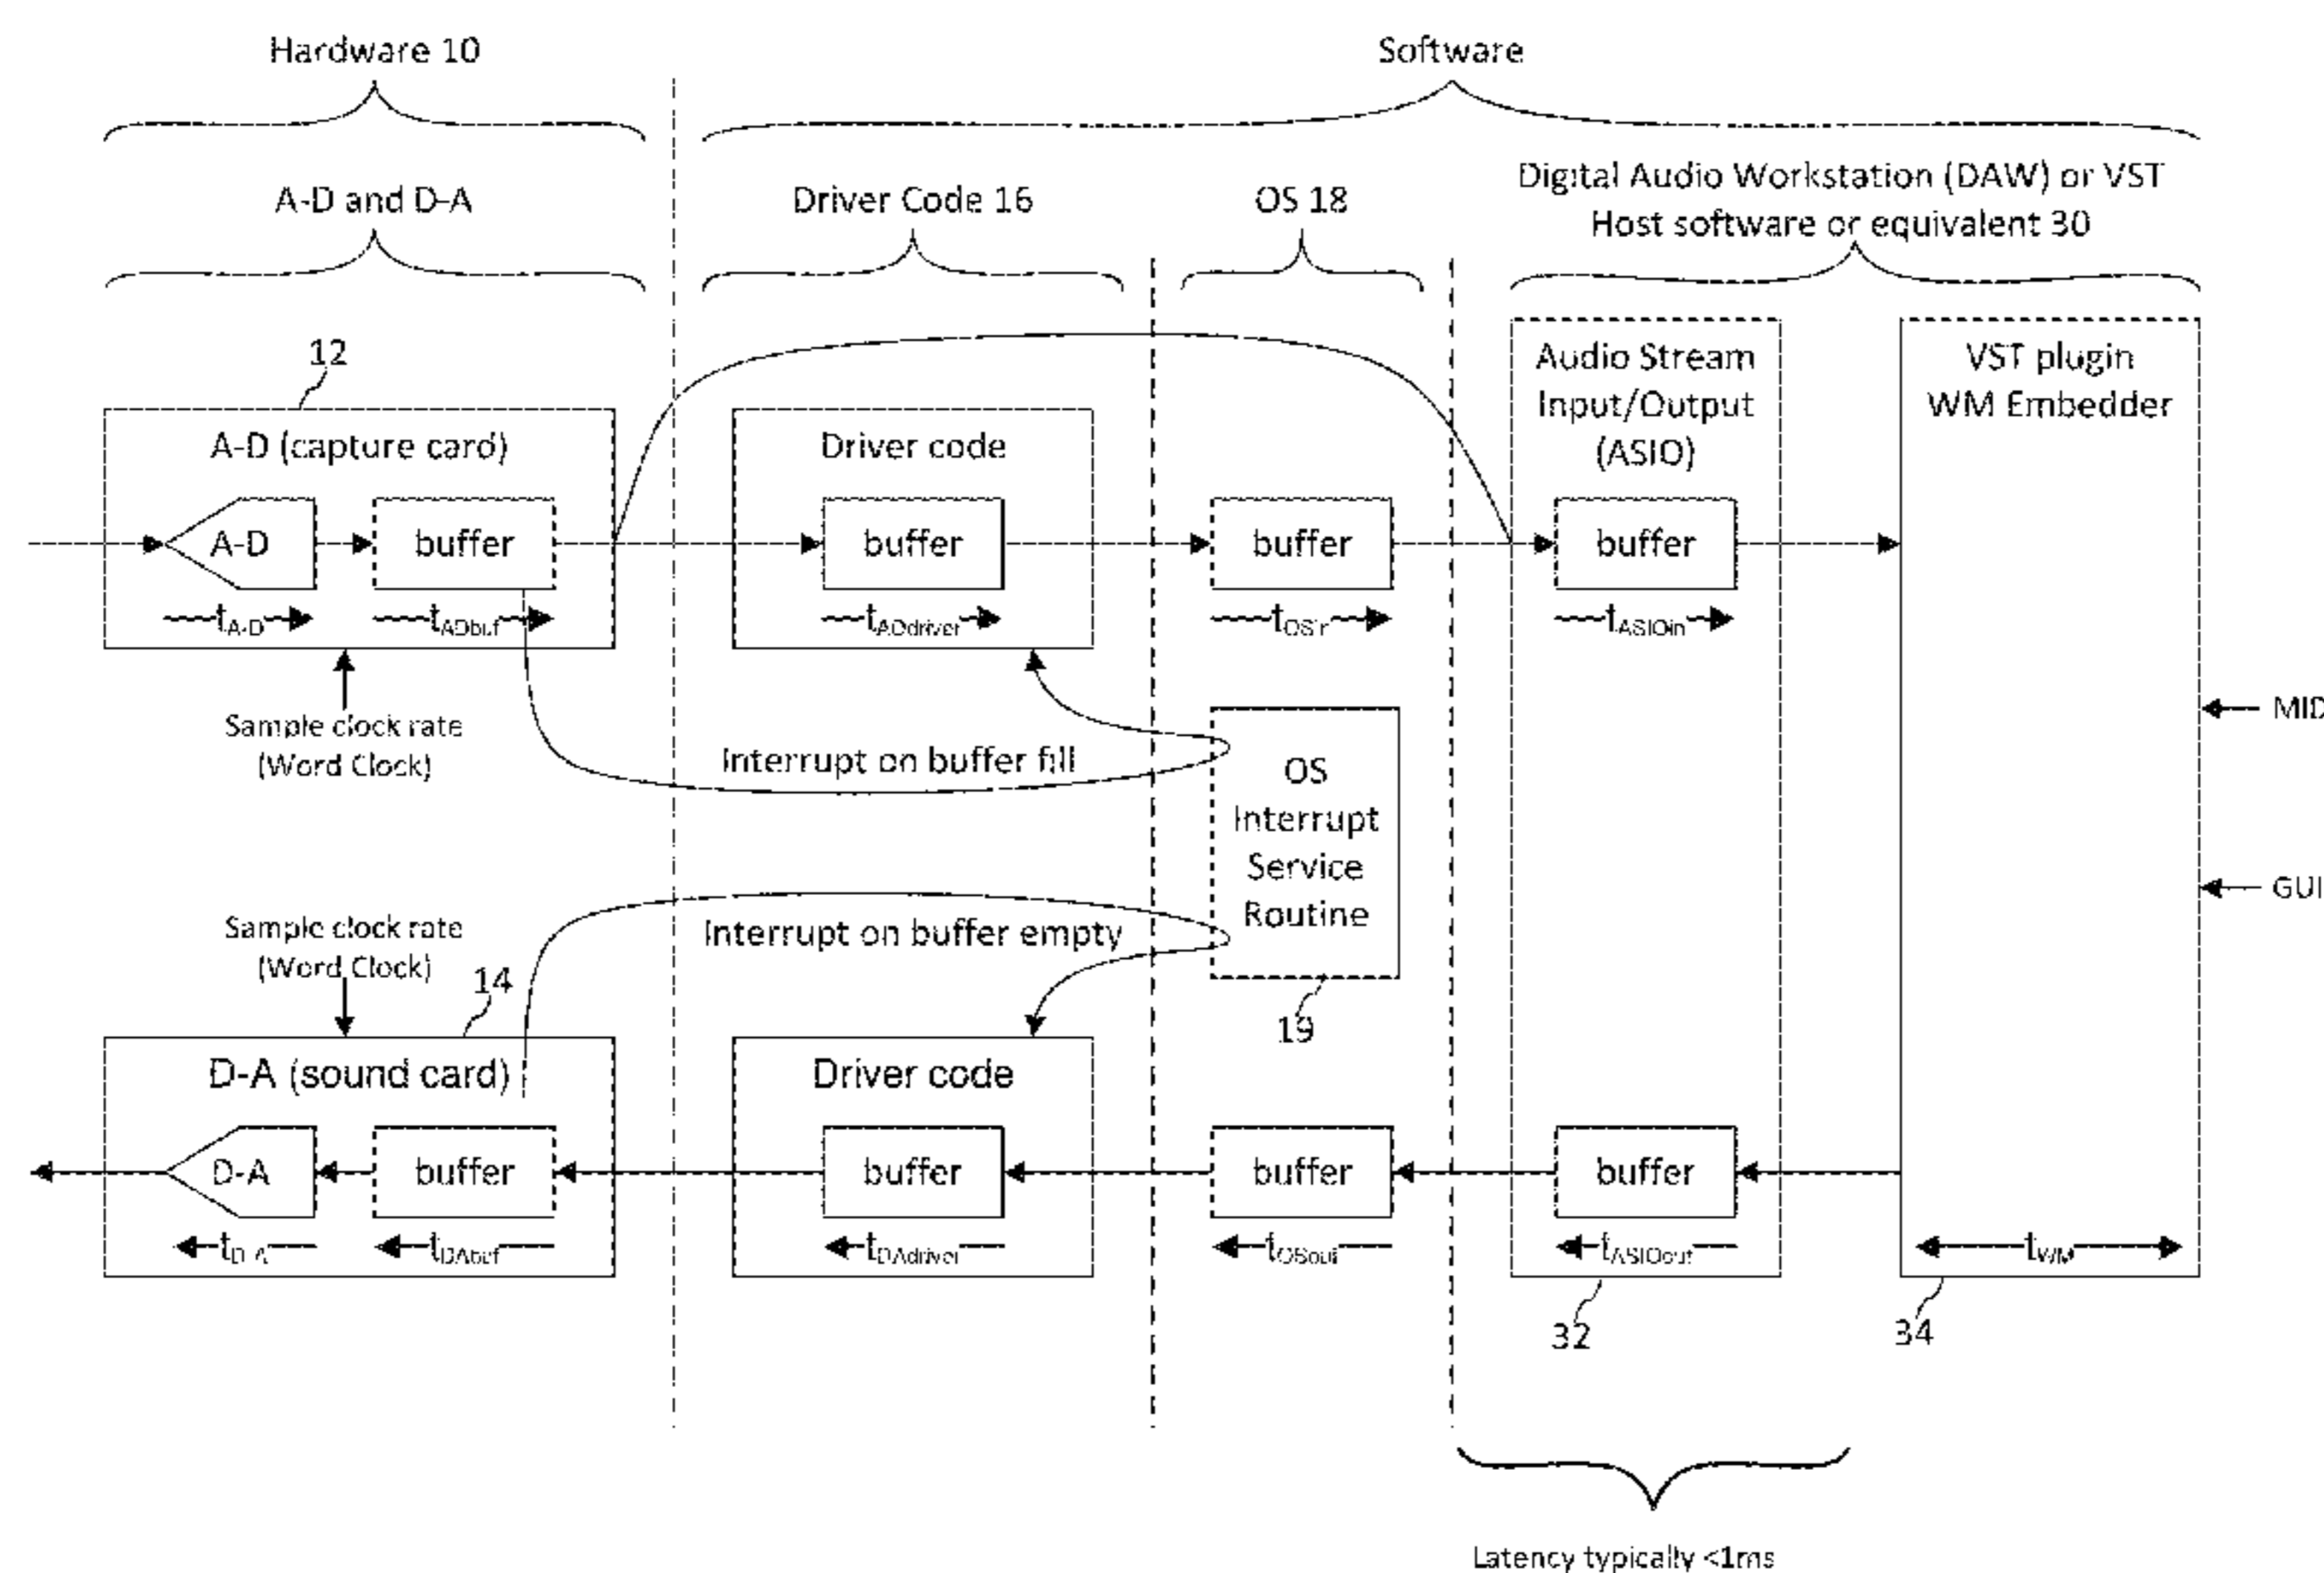 Hardware 10
Software
A-D and D-A
Driver Code 16
OS 18
Digital Audio Workstation (DAW) or VST
Host software or equivalent 30
12
A-D (capture card)
Driver code
Audio Stream
Input/Output
(ASIO)
VST plugin
WM Embedder
A-D
buffer
buffer
buffer
buffer
tA-D
tADbuf
tADdriver
tOSin
tASIOin
Sample clock rate
(Word Clock)
Interrupt on buffer fill
OS
Interrupt
Service
Routine
MID
GUI
Sample clock rate
(Word Clock)
Interrupt on buffer empty
14
19
D-A (sound card)
Driver code
D-A
buffer
buffer
buffer
buffer
tD-A
tDAbuf
tDAdriver
tOSout
tASIOout
tWM
32
34
Latency typically <1ms